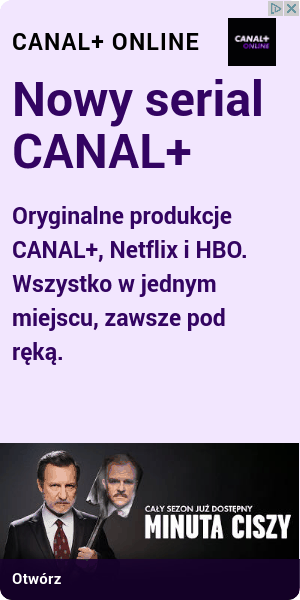 CANAL+ ONLINE
CANAL+
ONLINE
Nowy serial
CANAL+
Oryginalne produkcje
CANAL+, Netflix i HBO.
Wszystko w jednym
miejscu, zawsze pod
ręką.
CAŁY SEZON JUŻ DOSTĘPNY
MINUTA CISZY
Otwórz